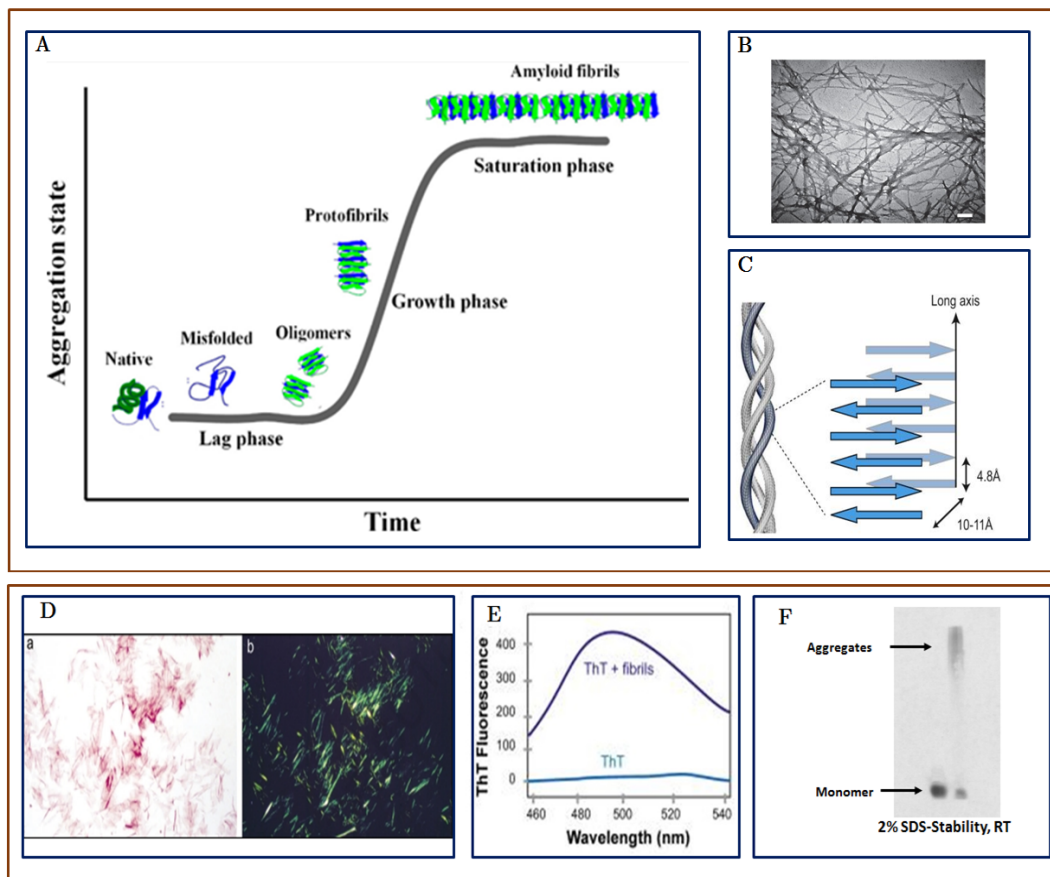 A
Amyloid fibrils
Saturation phase
Protofibrils
Growth phase
Native
Misfolded
Oligomers
Lag phase
Aggregation state
Time
B
C
Long axis
4.8Å
10-11Å
D
a
b
E
ThT Fluorescence
400
300
200
100
0
ThT + fibrils
ThT
460
480
500
520
540
Wavelength (nm)
F
Aggregates
Monomer
2% SDS-Stability, RT